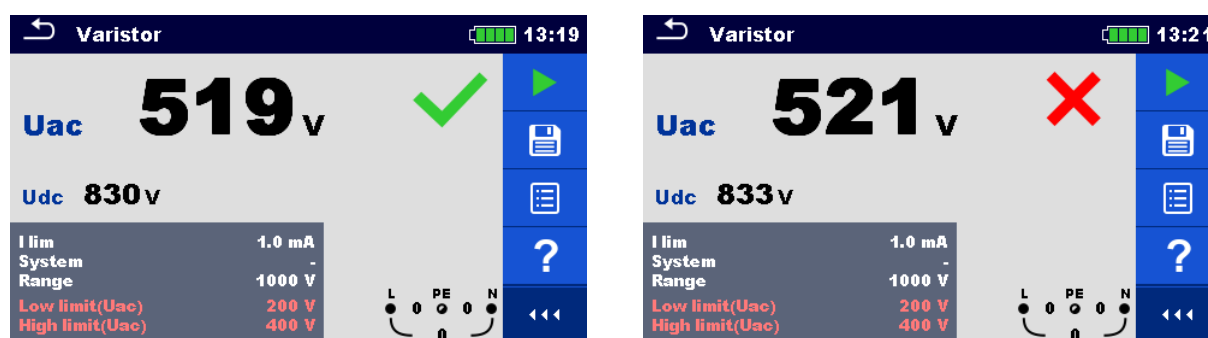 Varistor 13:19
Uac 519 V
Udc 830 V
I lim 1.0 mA
System -
Range 1000 V
Low limit(Uac) 200 V
High limit(Uac) 400 V
?
L PE N
0 0
0
Varistor 13:21
Uac 521 V
Udc 833 V
I lim 1.0 mA
System -
Range 1000 V
Low limit(Uac) 200 V
High limit(Uac) 400 V
?
L PE N
0 0
0